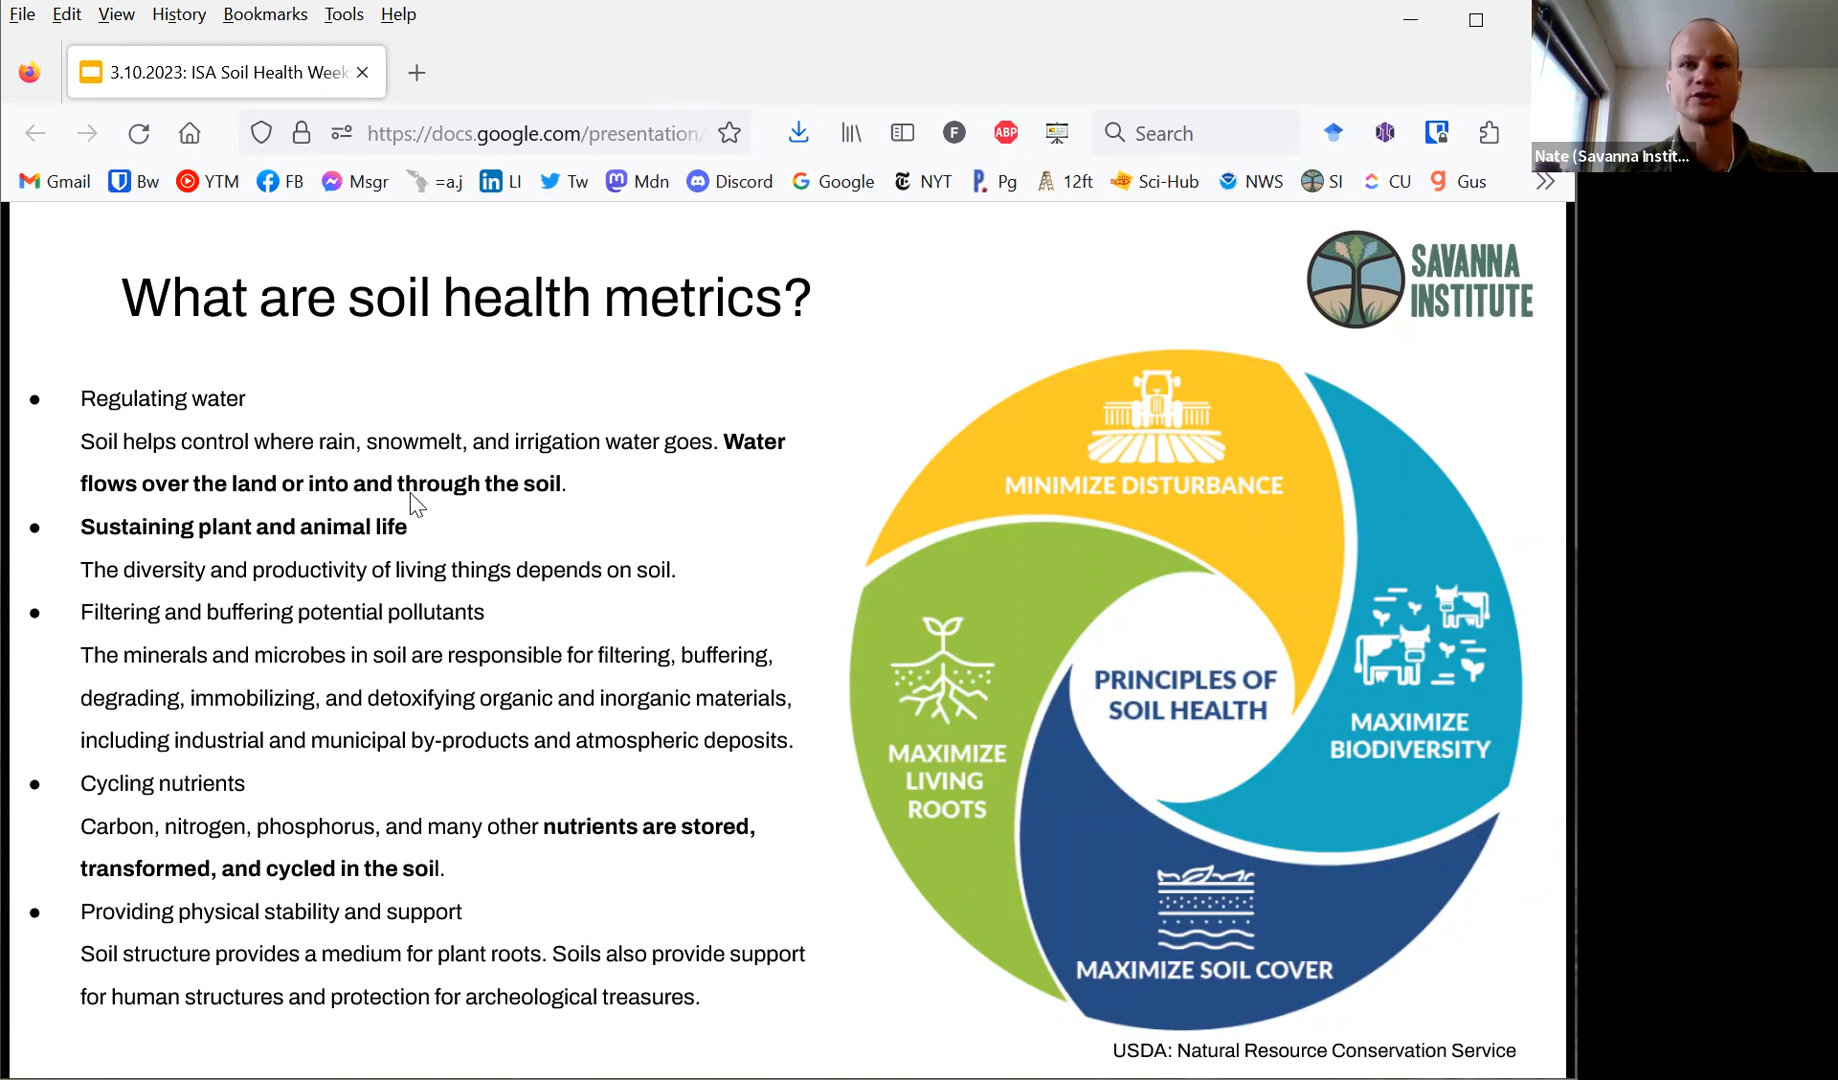 File Edit View History Bookmarks Tools Help
3.10.2023: ISA Soil Health Week
https://docs.google.com/presentation/
F
ABP
Search
Nate (Savanna Instit...
Gmail Bw YTM FB Msgr =a.j LI Tw Mdn Discord Google NYT Pg 12ft Sci-Hub NWS SI CU Gus
SAVANNA
INSTITUTE
What are soil health metrics?
● Regulating water
Soil helps control where rain, snowmelt, and irrigation water goes. Water
flows over the land or into and through the soil.
● Sustaining plant and animal life
The diversity and productivity of living things depends on soil.
● Filtering and buffering potential pollutants
The minerals and microbes in soil are responsible for filtering, buffering,
degrading, immobilizing, and detoxifying organic and inorganic materials,
including industrial and municipal by-products and atmospheric deposits.
● Cycling nutrients
Carbon, nitrogen, phosphorus, and many other nutrients are stored,
transformed, and cycled in the soil.
● Providing physical stability and support
Soil structure provides a medium for plant roots. Soils also provide support
for human structures and protection for archeological treasures.
MINIMIZE DISTURBANCE
MAXIMIZE
BIODIVERSITY
PRINCIPLES OF
SOIL HEALTH
MAXIMIZE
LIVING
ROOTS
MAXIMIZE SOIL COVER
USDA: Natural Resource Conservation Service